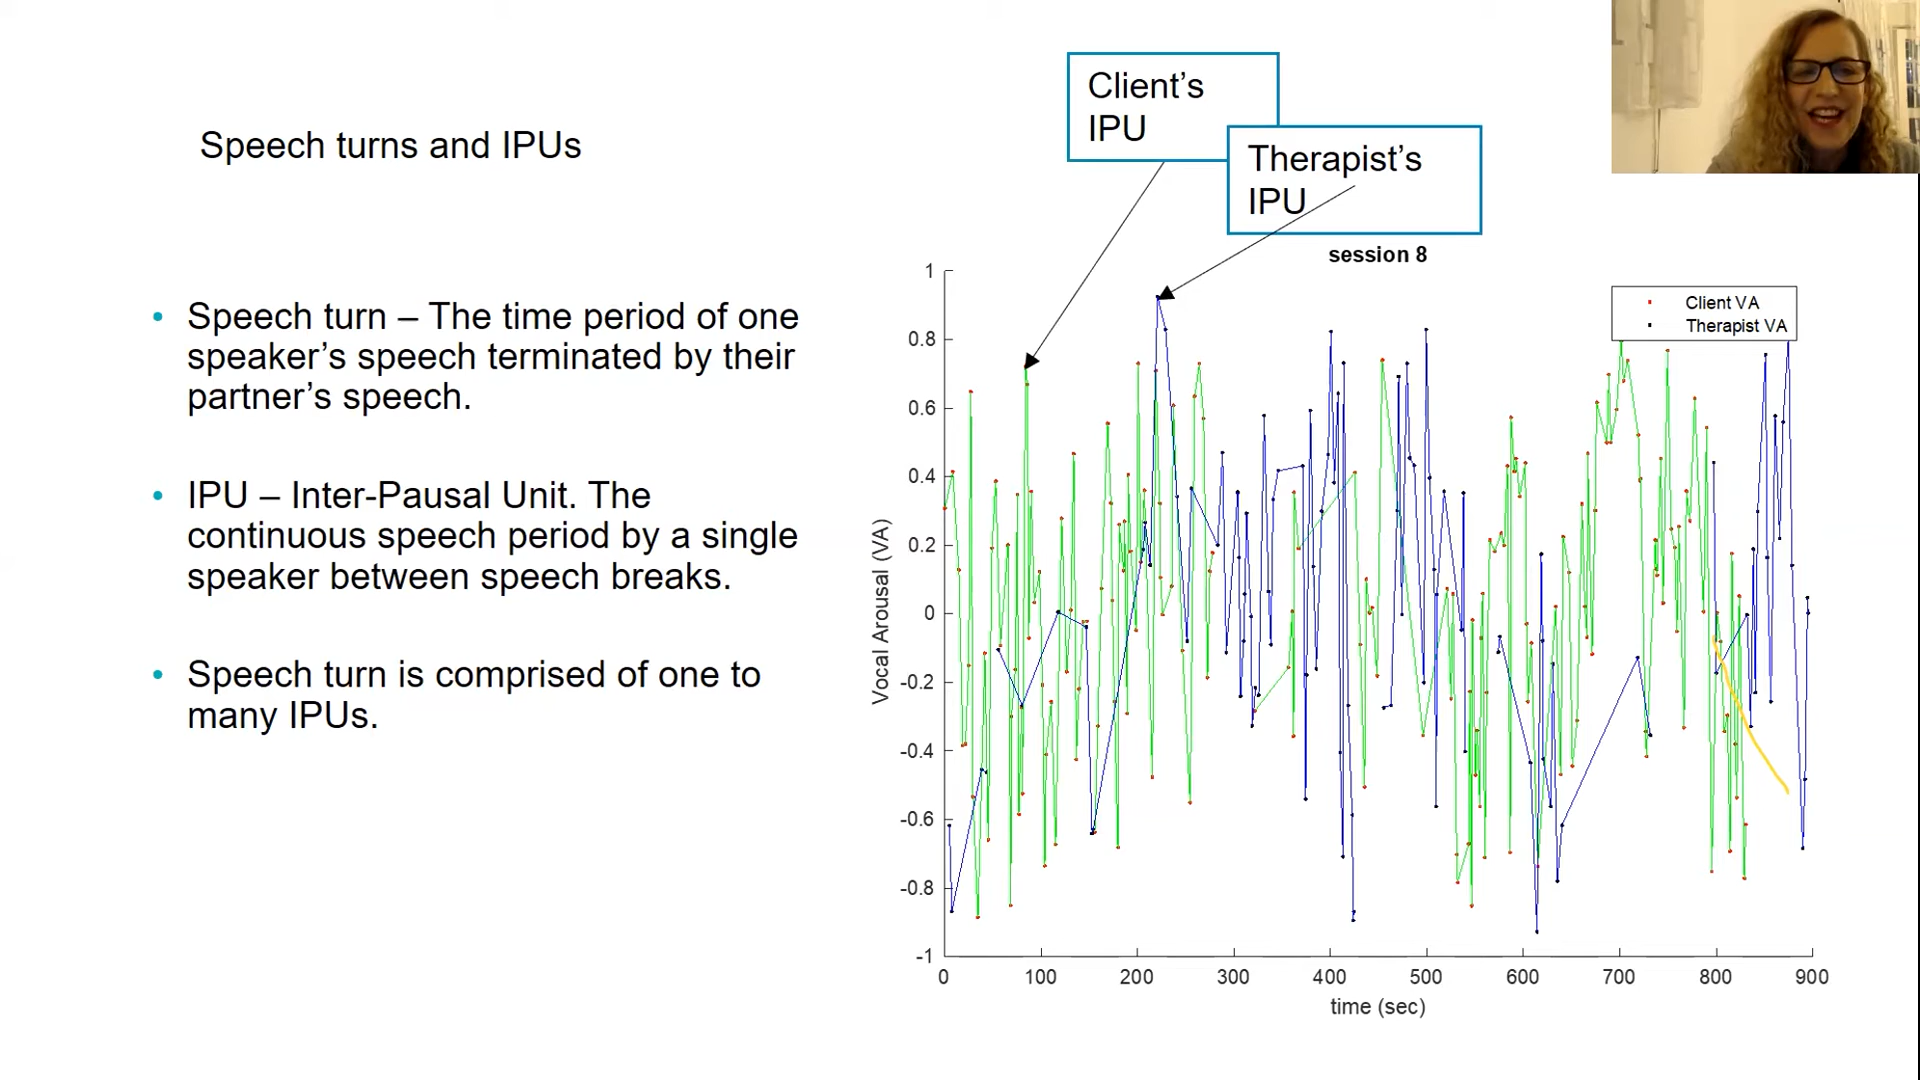 Speech turns and IPUs
• Speech turn – The time period of one
speaker’s speech terminated by their
partner’s speech.
• IPU – Inter-Pausal Unit. The
continuous speech period by a single
speaker between speech breaks.
• Speech turn is comprised of one to
many IPUs.
Client’s
IPU
Therapist’s
IPU
session 8
Client VA
Therapist VA
Vocal Arousal (VA)
1
0.8
0.6
0.4
0.2
0
-0.2
-0.4
-0.6
-0.8
-1
0 100 200 300 400 500 600 700 800 900
time (sec)